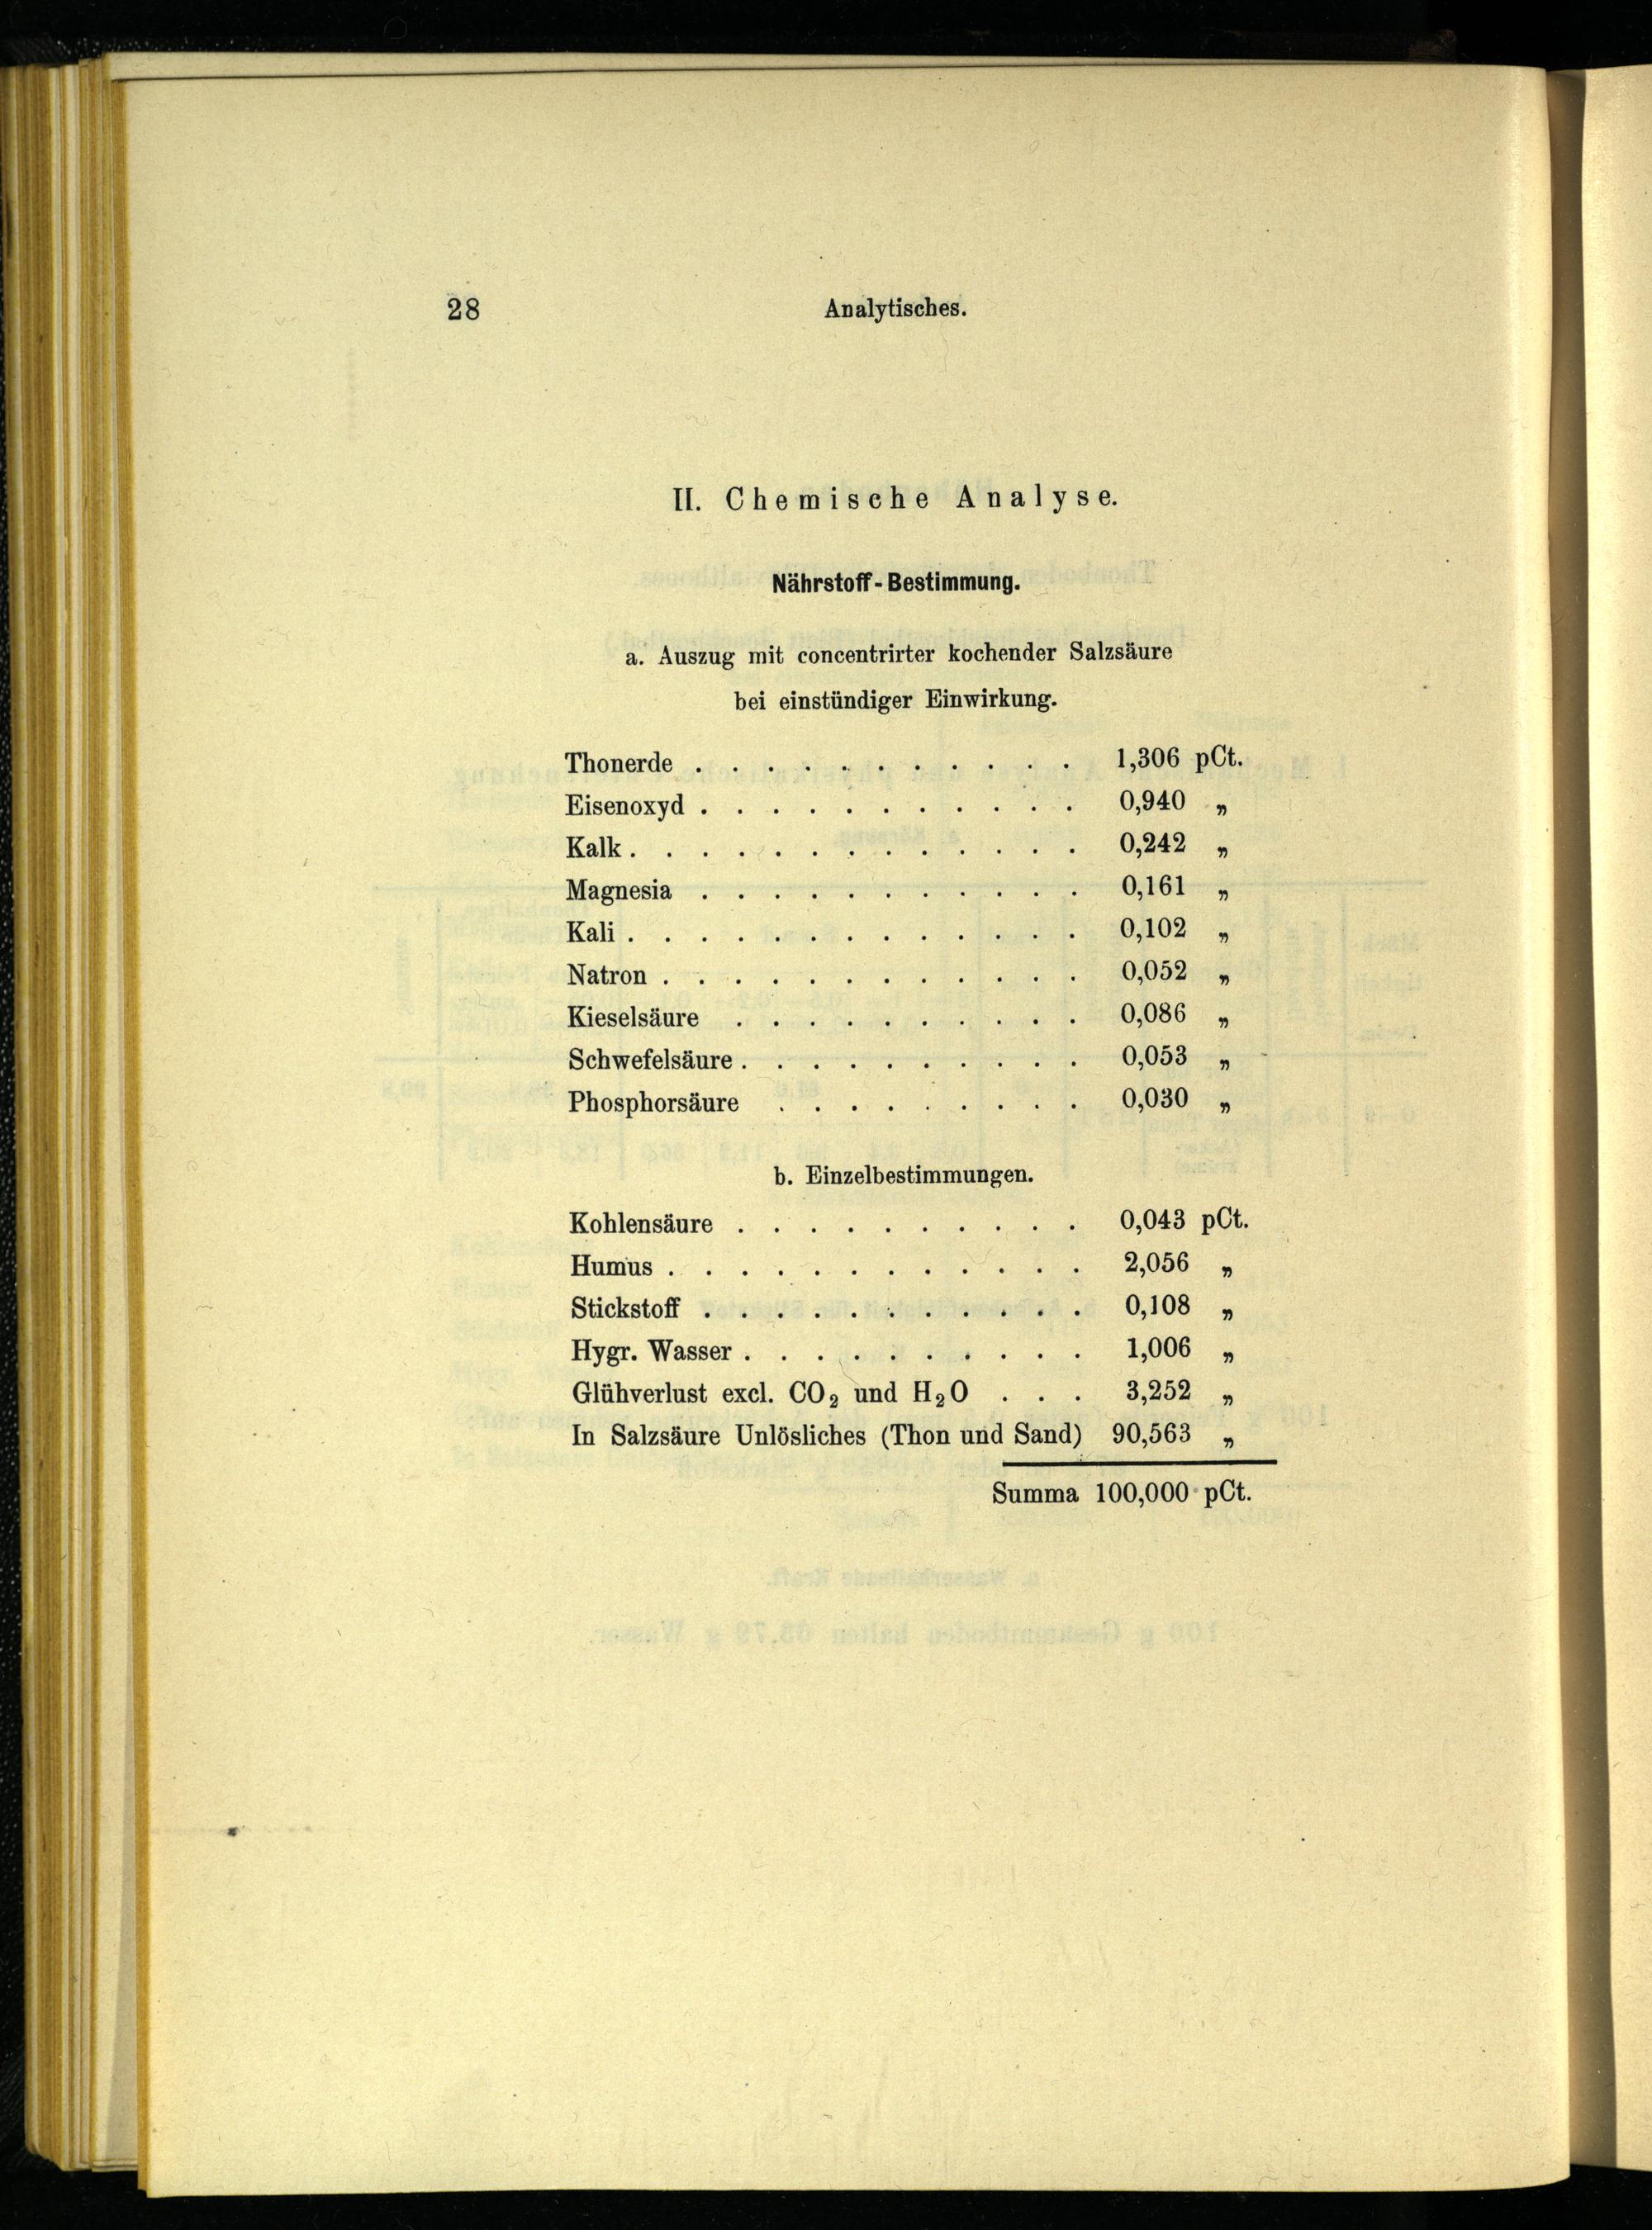 28 Analytisches.
II. Chemische Analyse.
Nährstoff-Bestimmung.
a. Auszug mit concentrirter kochender Salzsäure
bei einstündiger Einwirkung.
Thonerde . . . . . . . . . . . 1,306 pCt.
Eisenoxyd . . . . . . . . . . . 0,940 „
Kalk . . . . . . . . . . . . . 0,242 „
Magnesia . . . . . . . . . . . 0,161 „
Kali . . . . . . . . . . . . . 0,102 „
Natron . . . . . . . . . . . . 0,052 „
Kieselsäure . . . . . . . . . . 0,086 „
Schwefelsäure . . . . . . . . . . 0,053 „
Phosphorsäure . . . . . . . . . 0,030 „
b. Einzelbestimmungen.
Kohlensäure . . . . . . . . . . 0,043 pCt.
Humus . . . . . . . . . . . . 2,056 „
Stickstoff . . . . . . . . . . . 0,108 „
Hygr. Wasser . . . . . . . . . . 1,006 „
Glühverlust excl. CO₂ und H₂O . . . 3,252 „
In Salzsäure Unlösliches (Thon und Sand) 90,563 „
Summa 100,000 pCt.